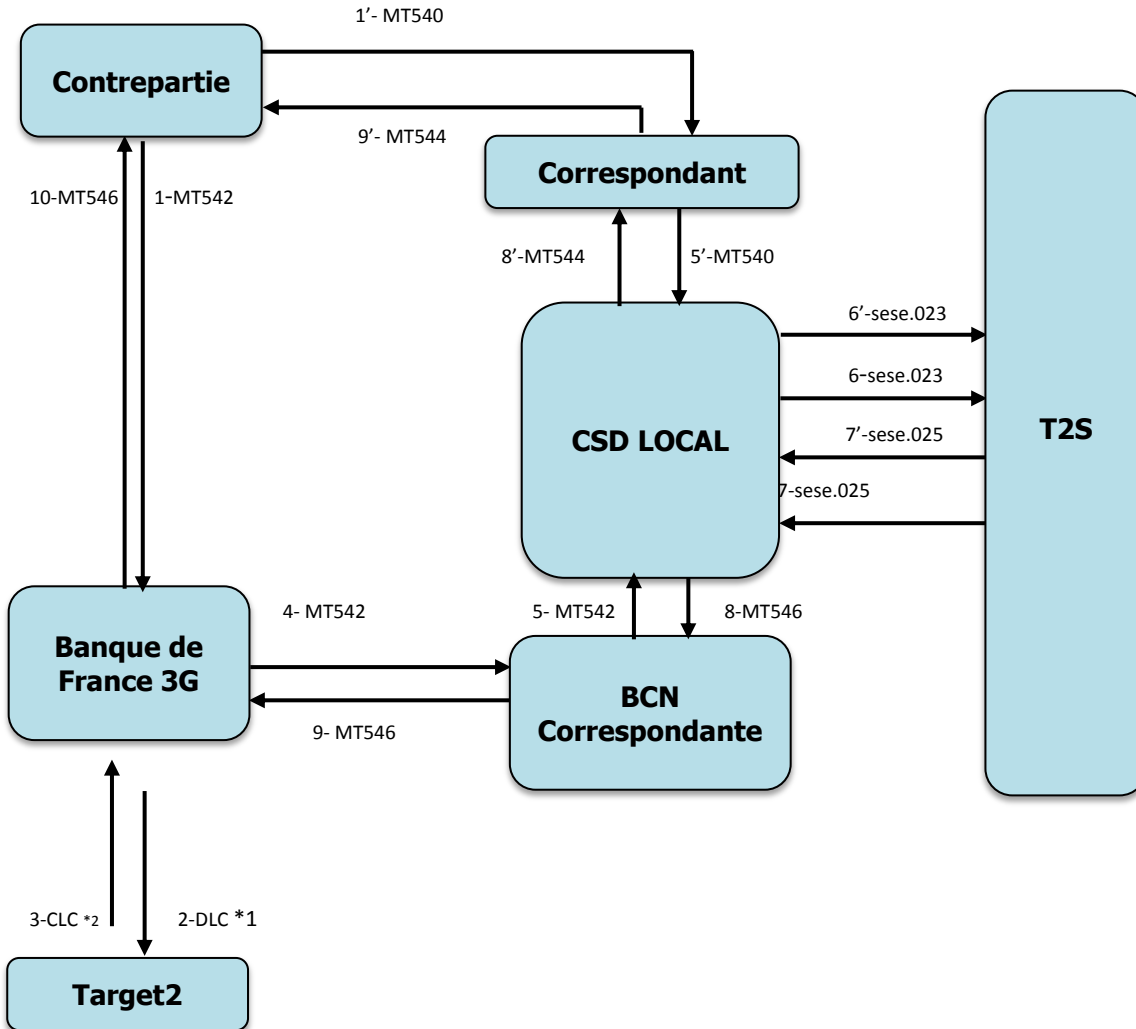 1’- MT540
Contrepartie
9’- MT544
Correspondant
10-MT546
1-MT542
8’-MT544
5’-MT540
6’-sese.023
6-sese.023
CSD LOCAL
T2S
7’-sese.025
7-sese.025
4- MT542
5- MT542
8-MT546
Banque de
France 3G
BCN
Correspondante
9- MT546
3-CLC *2
2-DLC *1
Target2